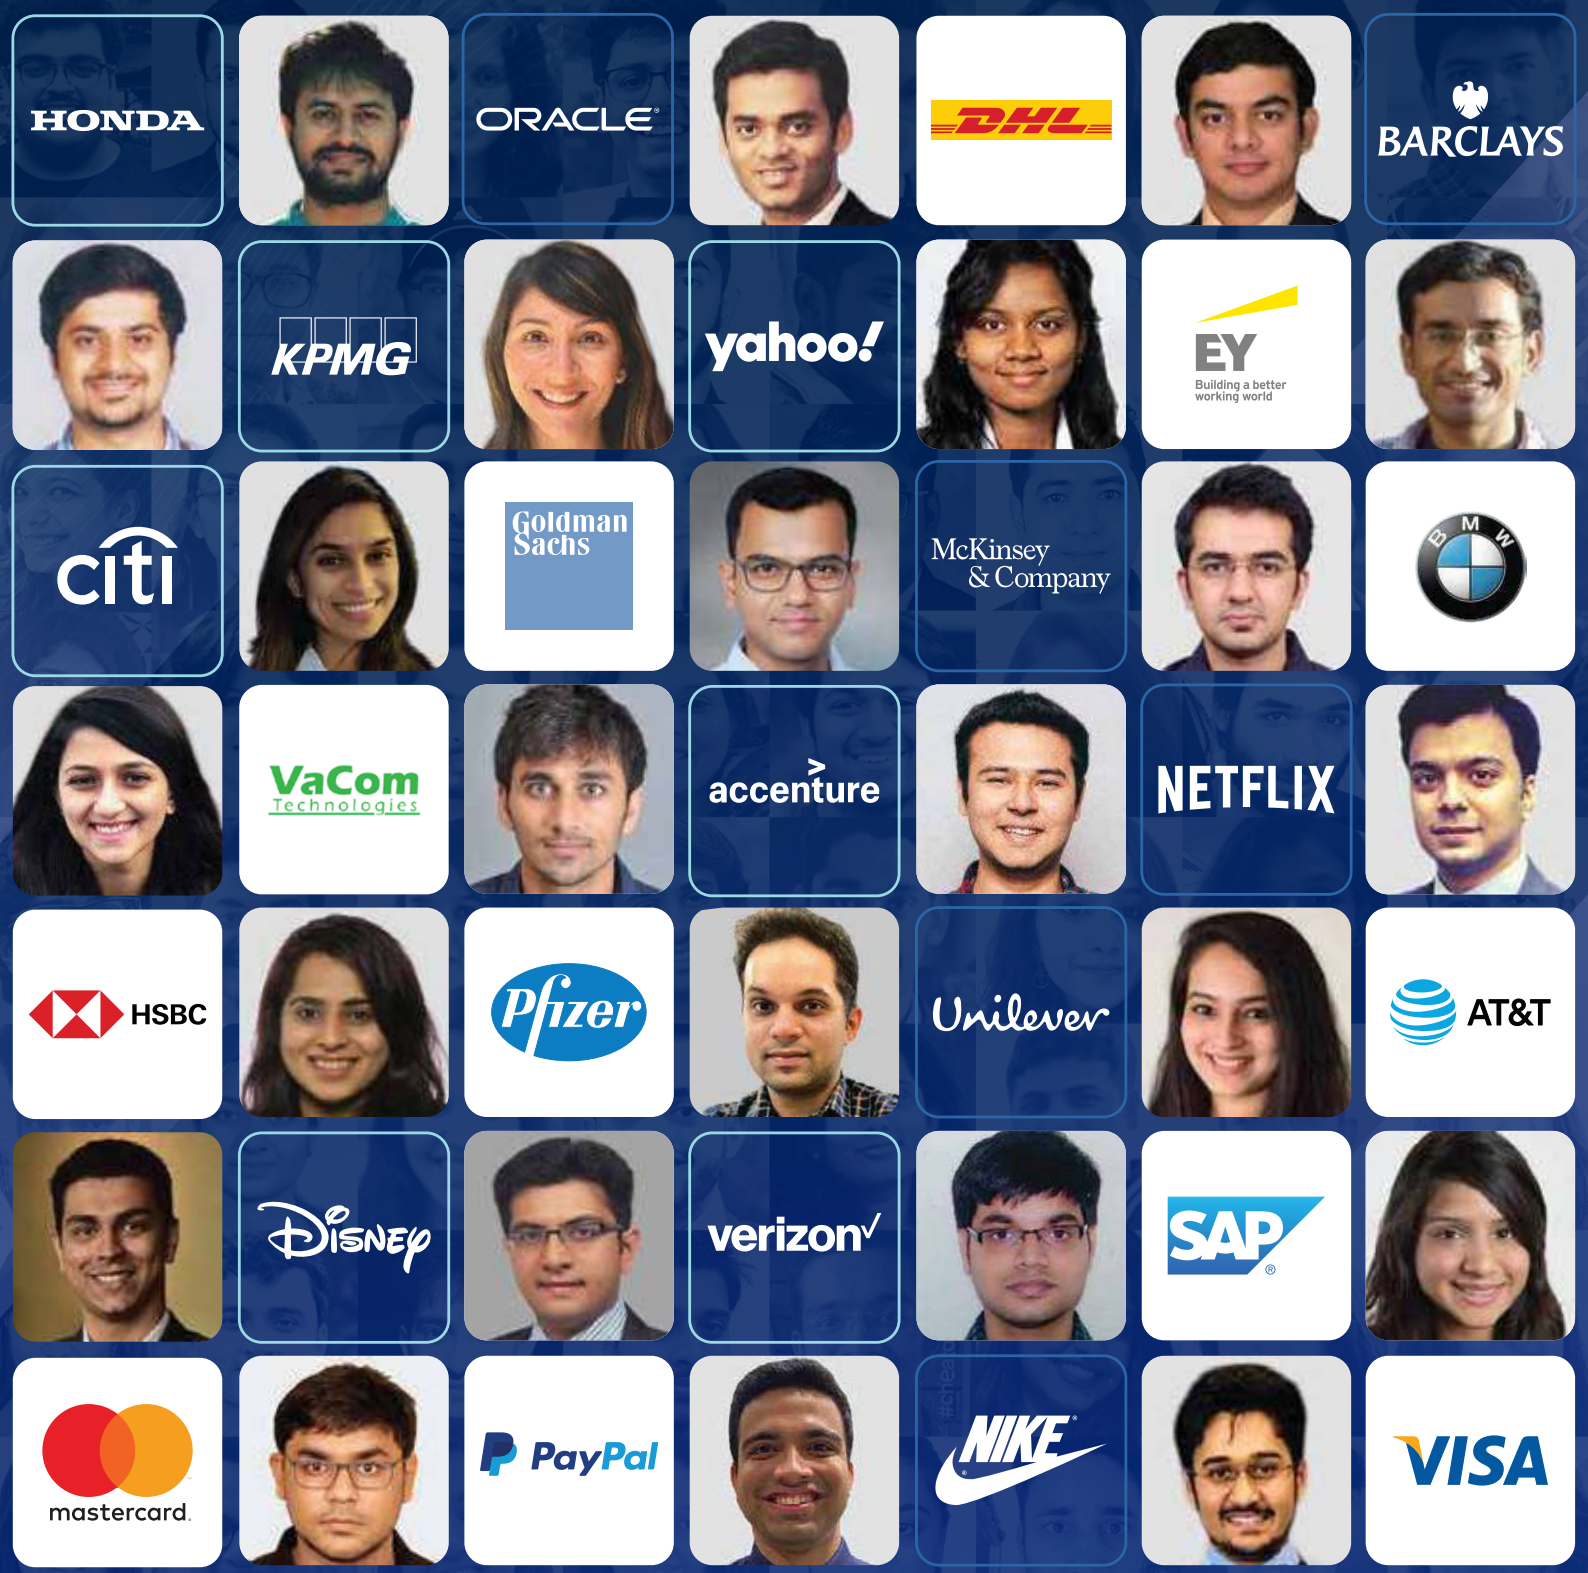 HONDA
ORACLE®
DHL
BARCLAYS
KPMG
yahoo!
EY
Building a better
working world
citi
Goldman
Sachs
McKinsey
& Company
BMW
VaCom
Technologies
accenture
NETFLIX
HSBC
Pfizer
Unilever
AT&T
Disney
verizon
SAP
®
mastercard.
PayPal
NIKE
®
VISA